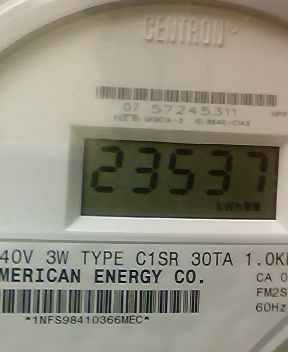 CENTRON®
07 57245311
23537
kWh
40V 3W TYPE C1SR 30TA 1.0K
MERICAN ENERGY CO.
CA 0
FM2S
60Hz
*1NFS98410366MEC*